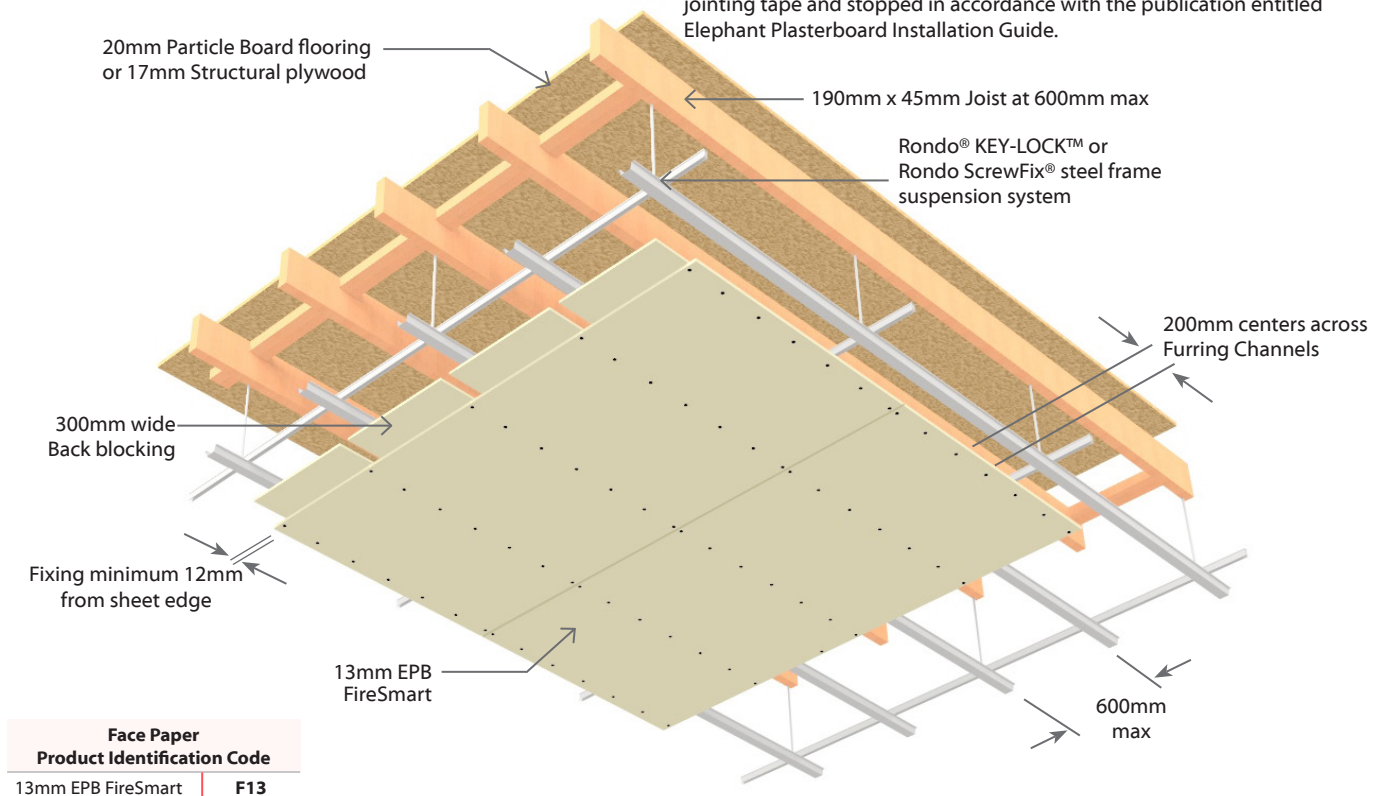 jointing tape and stopped in accordance with the publication entitled
Elephant Plasterboard Installation Guide.
20mm Particle Board flooring
or 17mm Structural plywood
190mm x 45mm Joist at 600mm max
Rondo® KEY-LOCK™ or
Rondo ScrewFix® steel frame
suspension system
200mm centers across
Furring Channels
300mm wide
Back blocking
Fixing minimum 12mm
from sheet edge
13mm EPB
FireSmart
600mm
max
Face Paper
Product Identification Code
13mm EPB FireSmart F13